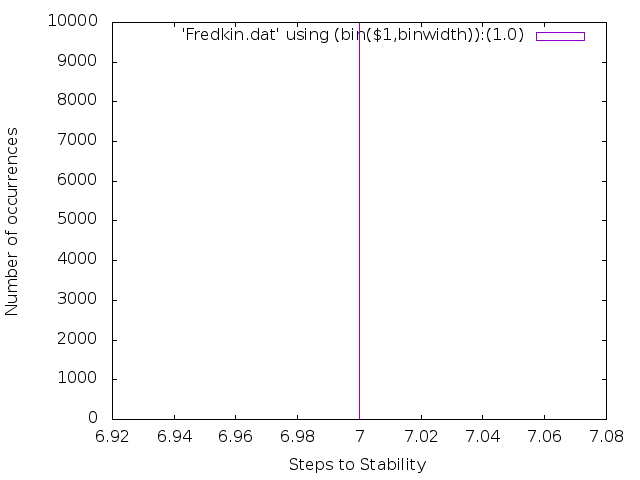 'Fredkin.dat' using (bin($1,binwidth)):(1.0)
10000
9000
8000
7000
6000
5000
4000
3000
2000
1000
0
Number of occurrences
6.92 6.94 6.96 6.98 7 7.02 7.04 7.06 7.08
Steps to Stability